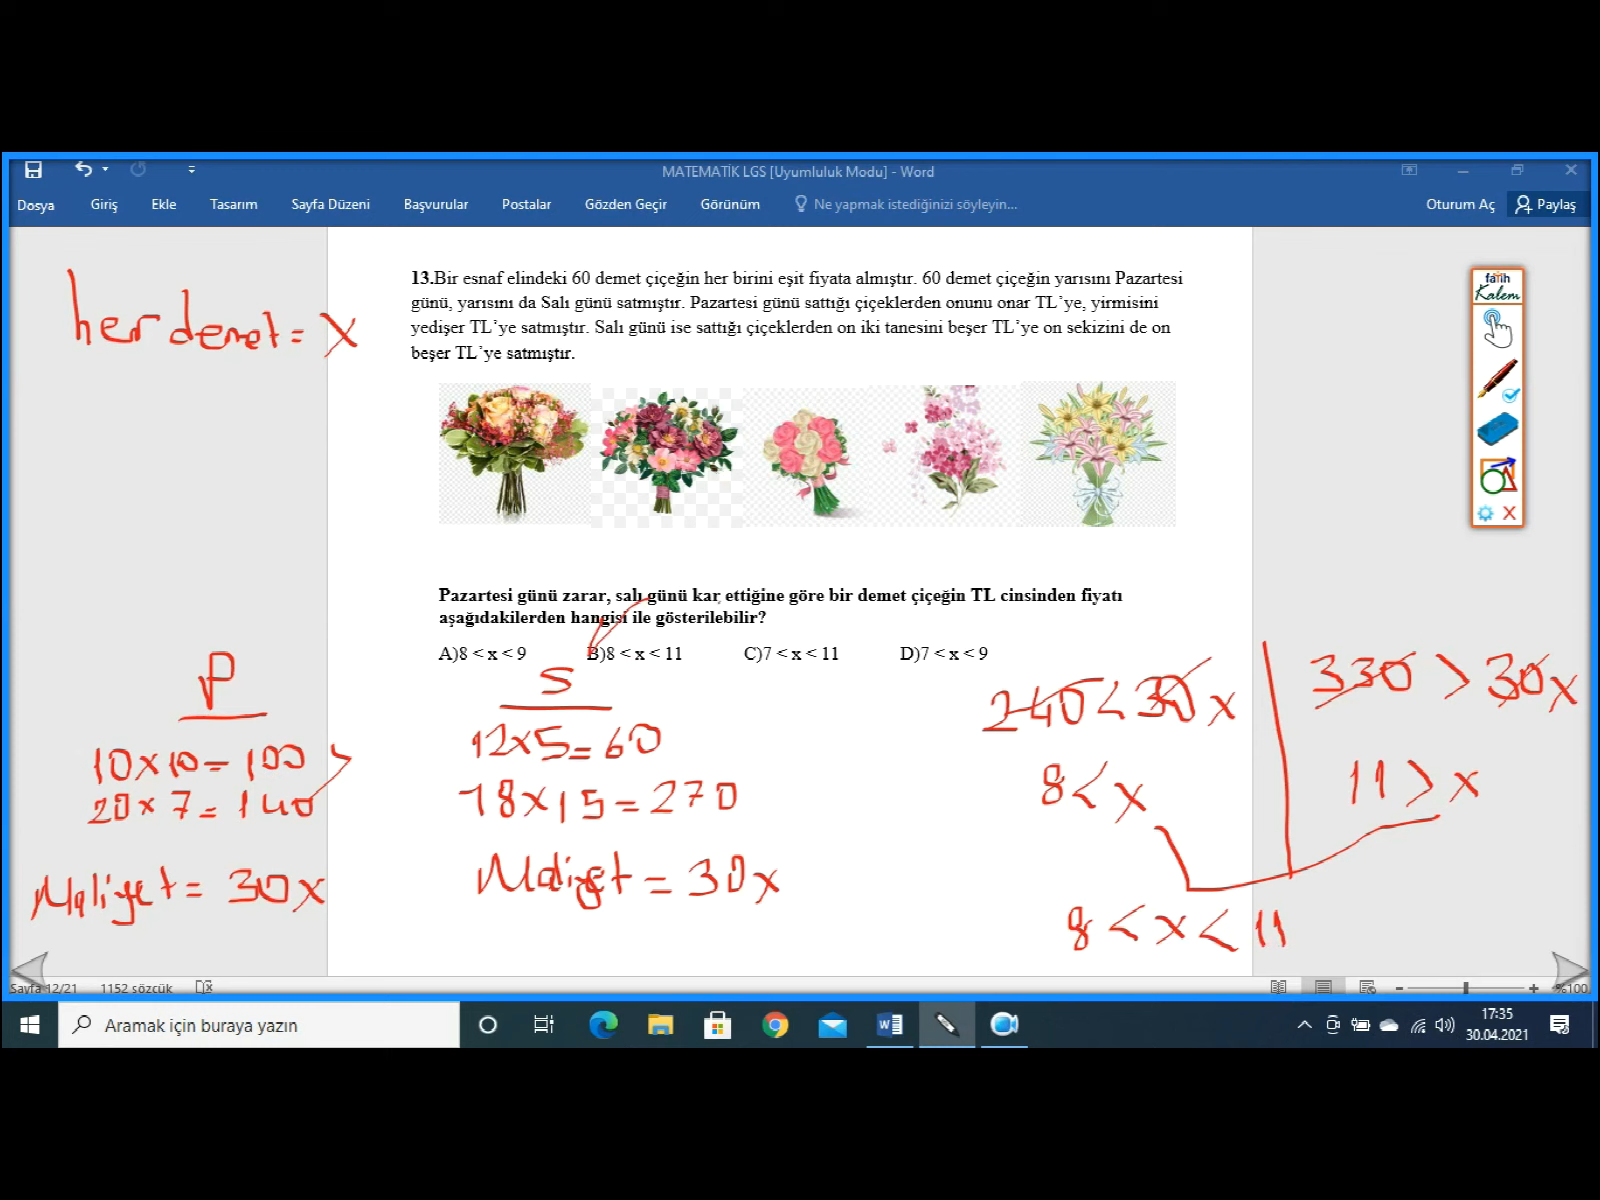 MATEMATİK LGS [Uyumluluk Modu] - Word
Dosya Giriş Ekle Tasarım Sayfa Düzeni Başvurular Postalar Gözden Geçir Görünüm Ne yapmak istediğinizi söyleyin... Oturum Aç Paylaş
13.Bir esnaf elindeki 60 demet çiçeğin her birini eşit fiyata almıştır. 60 demet çiçeğin yarısını Pazartesi
günü, yarısını da Salı günü satmıştır. Pazartesi günü sattığı çiçeklerden onunu onar TL’ye, yirmisini
yedişer TL’ye satmıştır. Salı günü ise sattığı çiçeklerden on iki tanesini beşer TL’ye on sekizini de on
beşer TL’ye satmıştır.
her demet = x
fatih
Kalem
Pazartesi günü zarar, salı günü kar ettiğine göre bir demet çiçeğin TL cinsinden fiyatı
aşağıdakilerden hangisi ile gösterilebilir?
A)8 < x < 9 B)8 < x < 11 C)7 < x < 11 D)7 < x < 9
P
10 x 10 = 100
20 x 7 = 140
Maliyet = 30x
S
12x5=60
18x15=270
Maliyet = 30x
240 < 30x
8 < x
330 > 30x
11 > x
8 < x < 11
Sayfa 12/21 1152 sözcük %100
Aramak için buraya yazın
17:35
30.04.2021